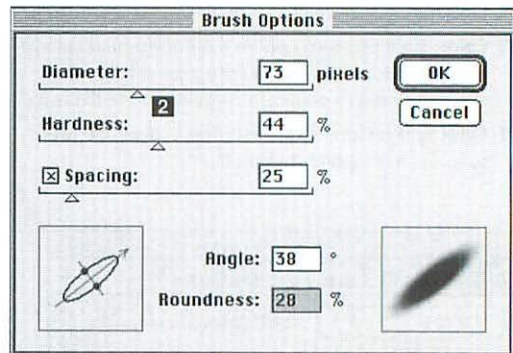 Brush Options
Diameter: 73 pixels
OK
2
Hardness: 44 %
Cancel
Spacing: 25 %
Angle: 38 °
Roundness: 28 %